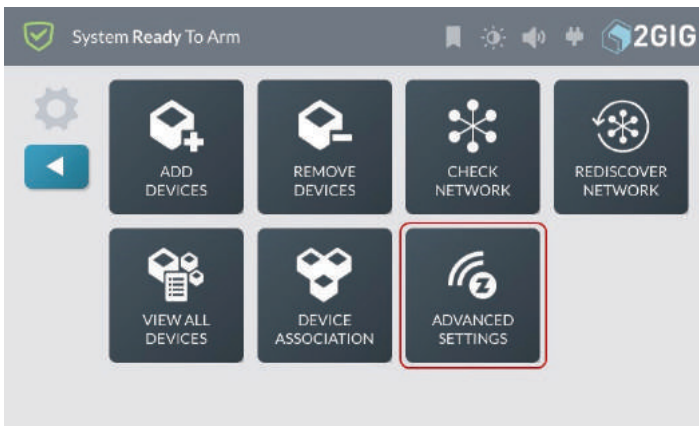 System Ready To Arm
2GIG
ADD
DEVICES
REMOVE
DEVICES
CHECK
NETWORK
REDISCOVER
NETWORK
VIEW ALL
DEVICES
DEVICE
ASSOCIATION
Z
ADVANCED
SETTINGS